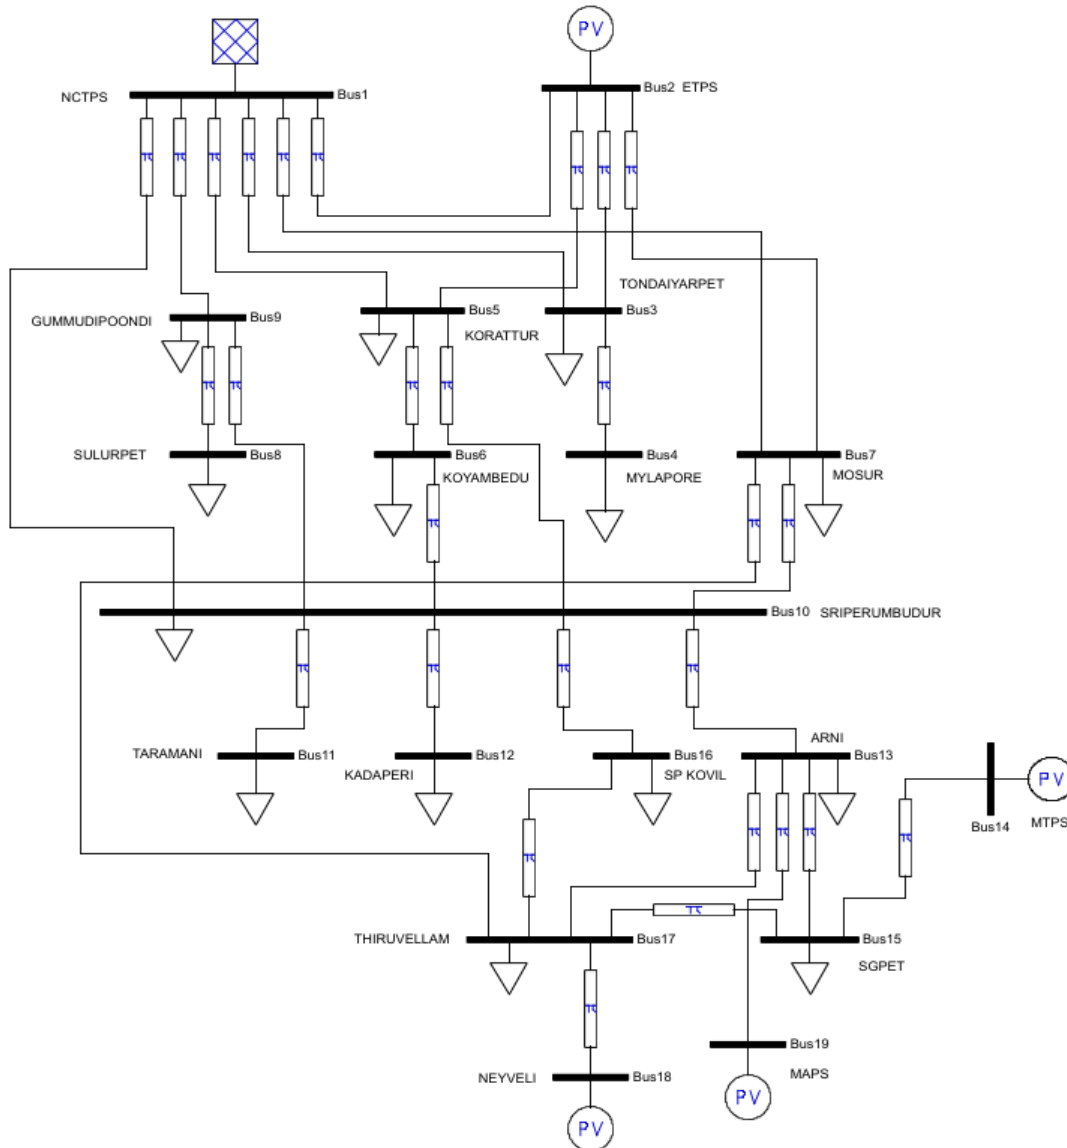 PV
NCTPS Bus1
Bus2 ETPS
π π π π π π π π π
TONDAIYARPET
GUMMUDIPOONDI Bus9
Bus5
KORATTUR
Bus3
π π π π π
SULURPET Bus8
Bus6
KOYAMBEDU
Bus4
MYLAPORE
Bus7
MOSUR
π π π
Bus10 SRIPERUMBUDUR
π π π π
ARNI
TARAMANI Bus11
Bus12
KADAPERI
Bus16
SP KOVIL
Bus13
PV
MTPS
Bus14
π π π π π
π
THIRUVELLAM Bus17
Bus15
SGPET
π
Bus19
MAPS
NEYVELI Bus18
PV
PV